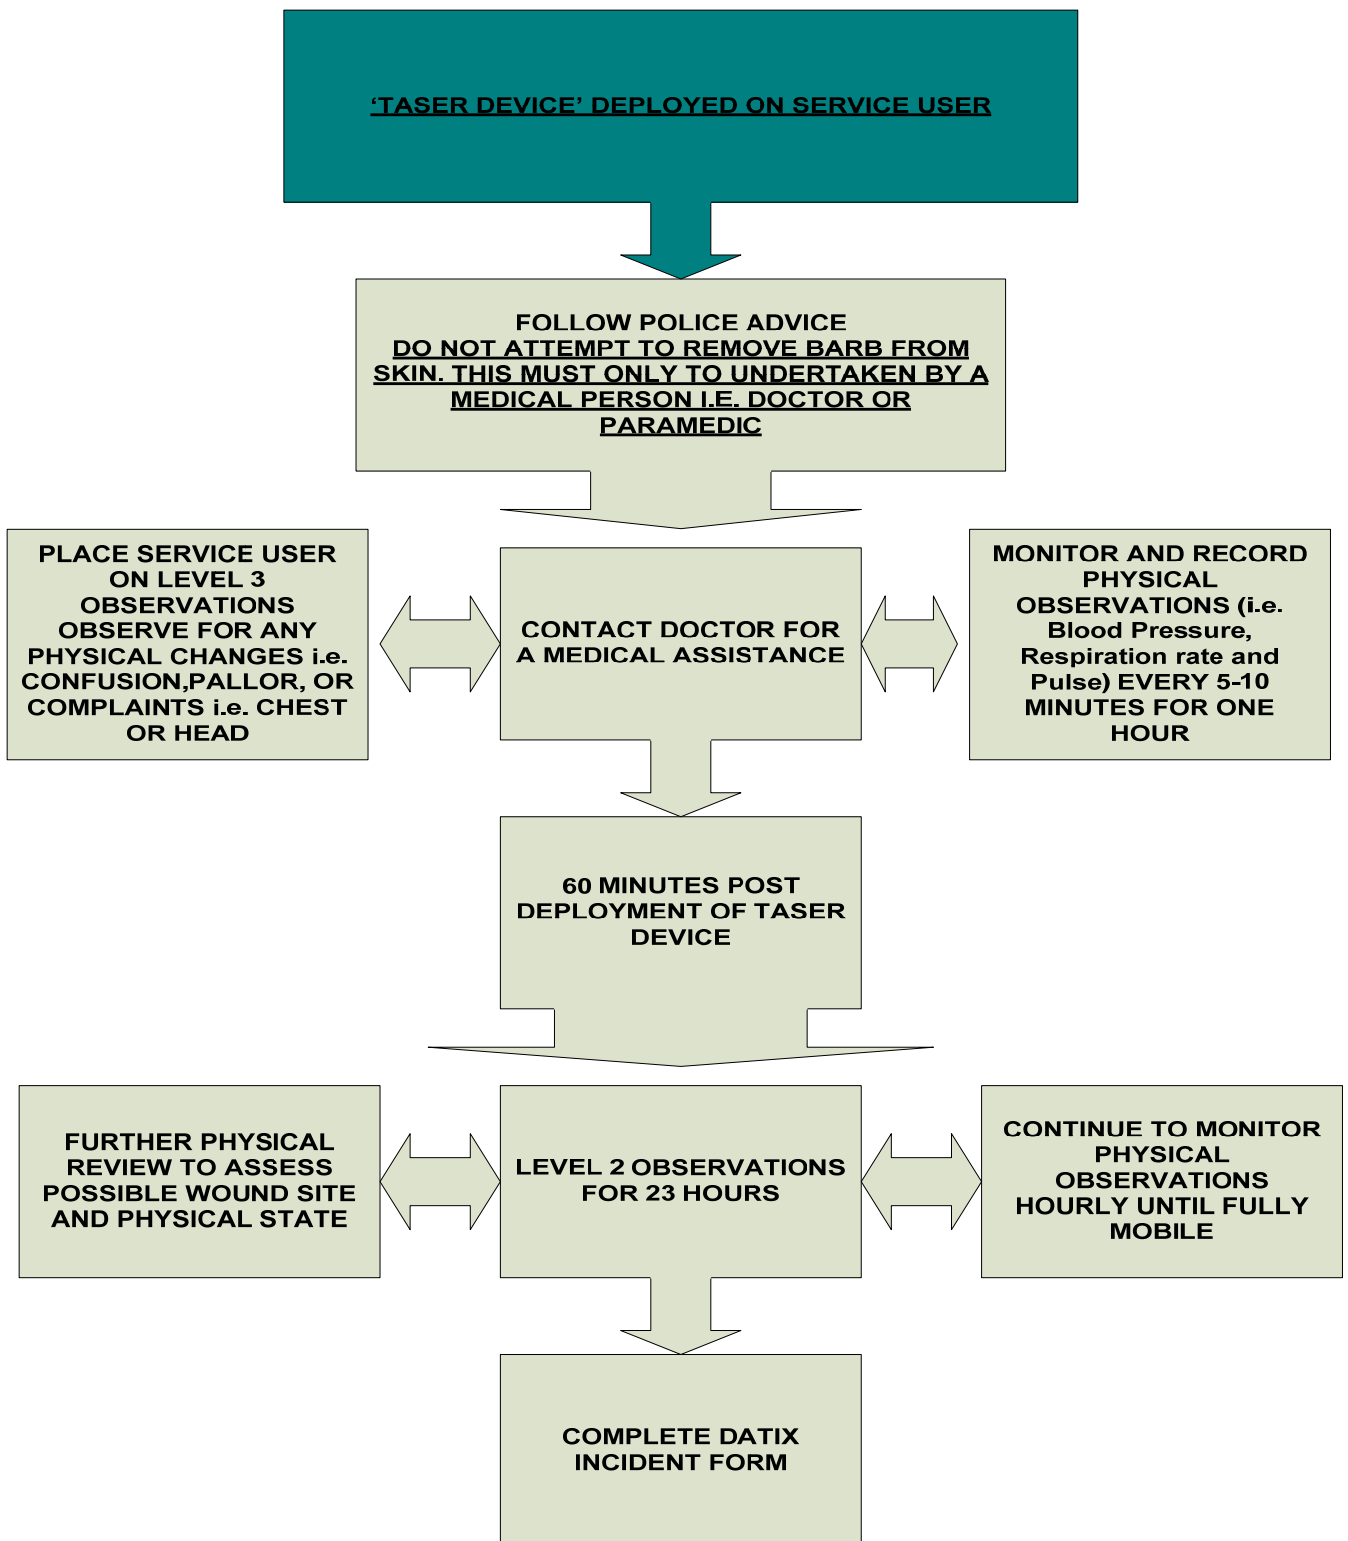 ‘TASER DEVICE’ DEPLOYED ON SERVICE USER
FOLLOW POLICE ADVICE
DO NOT ATTEMPT TO REMOVE BARB FROM
SKIN. THIS MUST ONLY TO UNDERTAKEN BY A
MEDICAL PERSON I.E. DOCTOR OR
PARAMEDIC
PLACE SERVICE USER
ON LEVEL 3
OBSERVATIONS
OBSERVE FOR ANY
PHYSICAL CHANGES i.e.
CONFUSION,PALLOR, OR
COMPLAINTS i.e. CHEST
OR HEAD
CONTACT DOCTOR FOR
A MEDICAL ASSISTANCE
MONITOR AND RECORD
PHYSICAL
OBSERVATIONS (i.e.
Blood Pressure,
Respiration rate and
Pulse) EVERY 5-10
MINUTES FOR ONE
HOUR
60 MINUTES POST
DEPLOYMENT OF TASER
DEVICE
FURTHER PHYSICAL
REVIEW TO ASSESS
POSSIBLE WOUND SITE
AND PHYSICAL STATE
LEVEL 2 OBSERVATIONS
FOR 23 HOURS
CONTINUE TO MONITOR
PHYSICAL
OBSERVATIONS
HOURLY UNTIL FULLY
MOBILE
COMPLETE DATIX
INCIDENT FORM